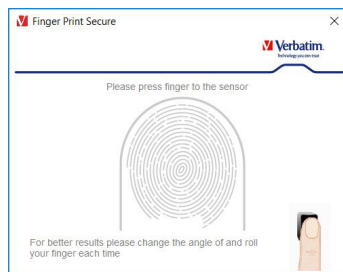 Finger Print Secure
Verbatim.
Technology you can trust
Please press finger to the sensor
For better results please change the angle of and roll
your finger each time